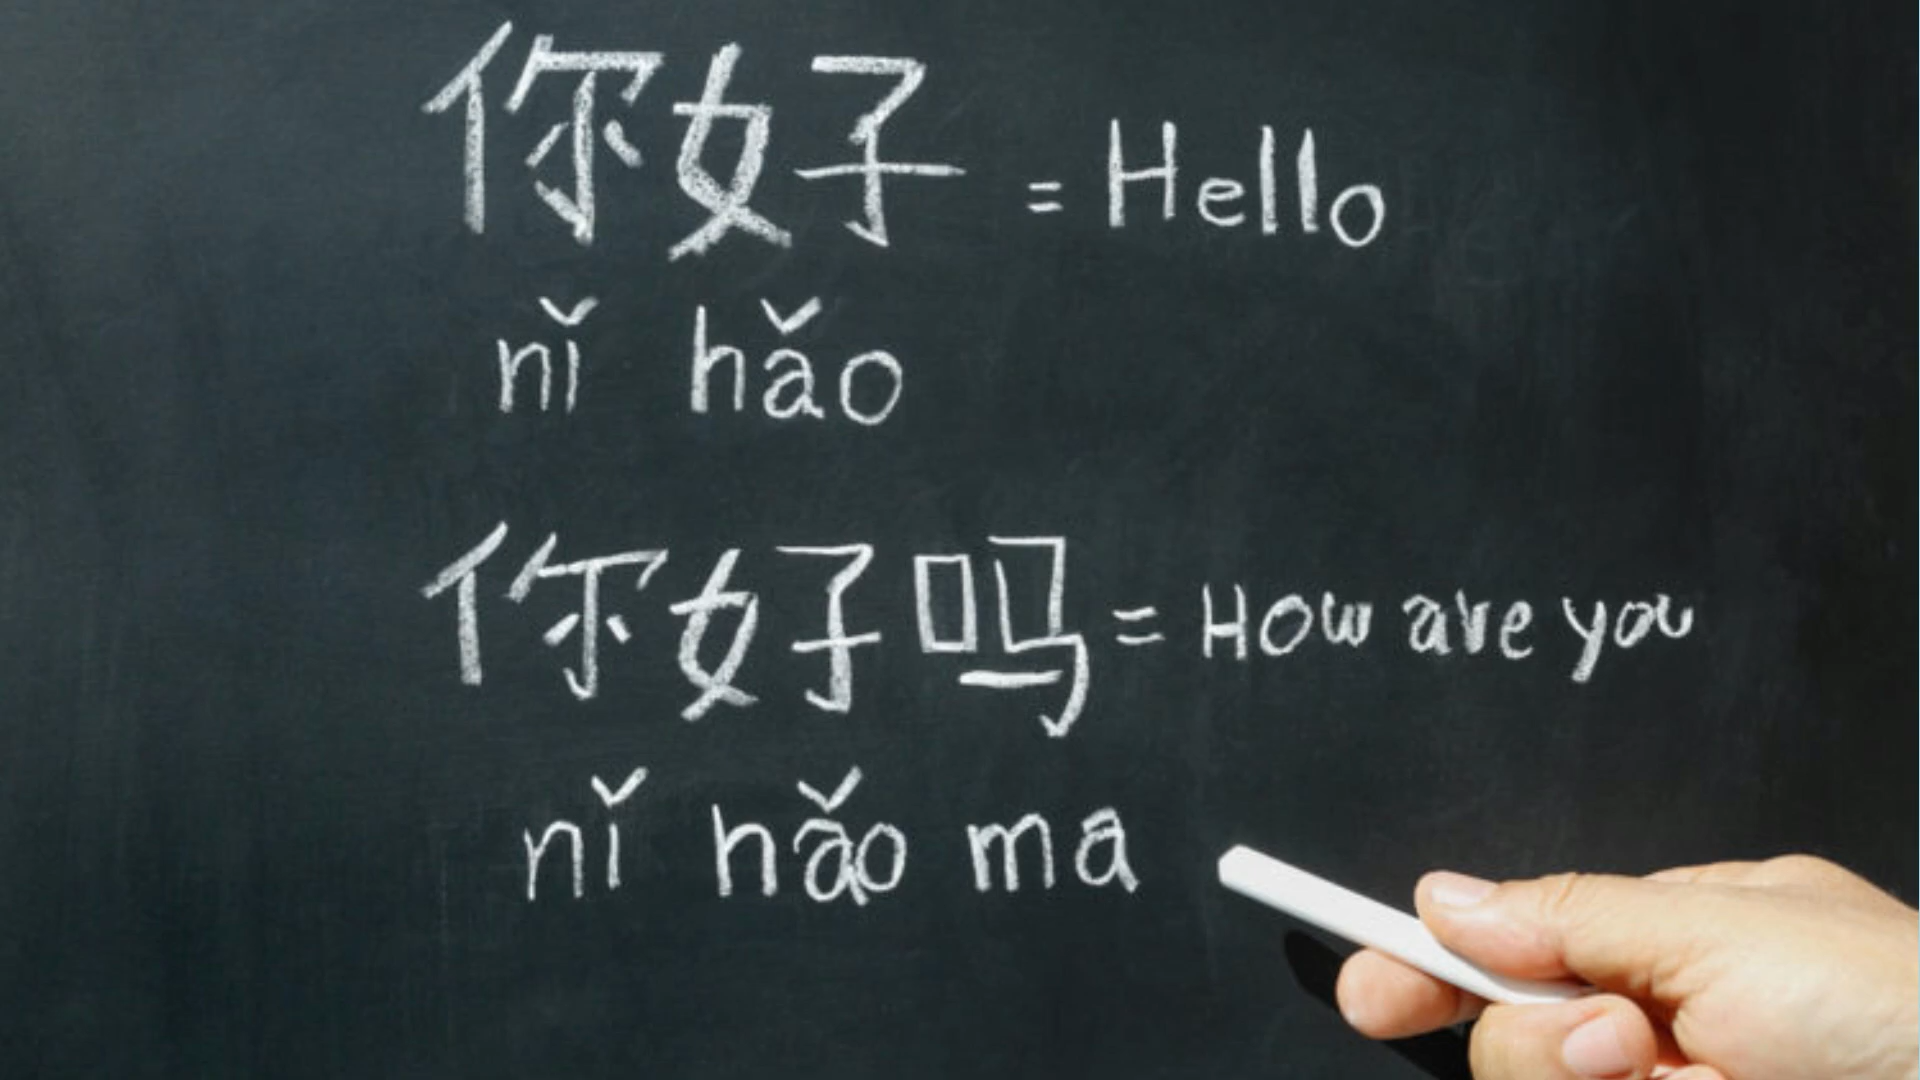 你好 = Hello
nǐ hǎo
你好吗 = How are you
nǐ hǎo ma